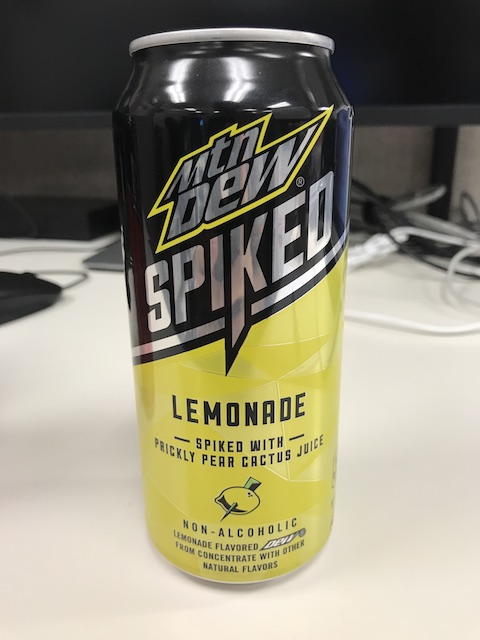 mtn
DEW®
SPIKED
LEMONADE
— SPIKED WITH —
PRICKLY PEAR CACTUS JUICE
NON-ALCOHOLIC
LEMONADE FLAVORED DEW®
FROM CONCENTRATE WITH OTHER
NATURAL FLAVORS